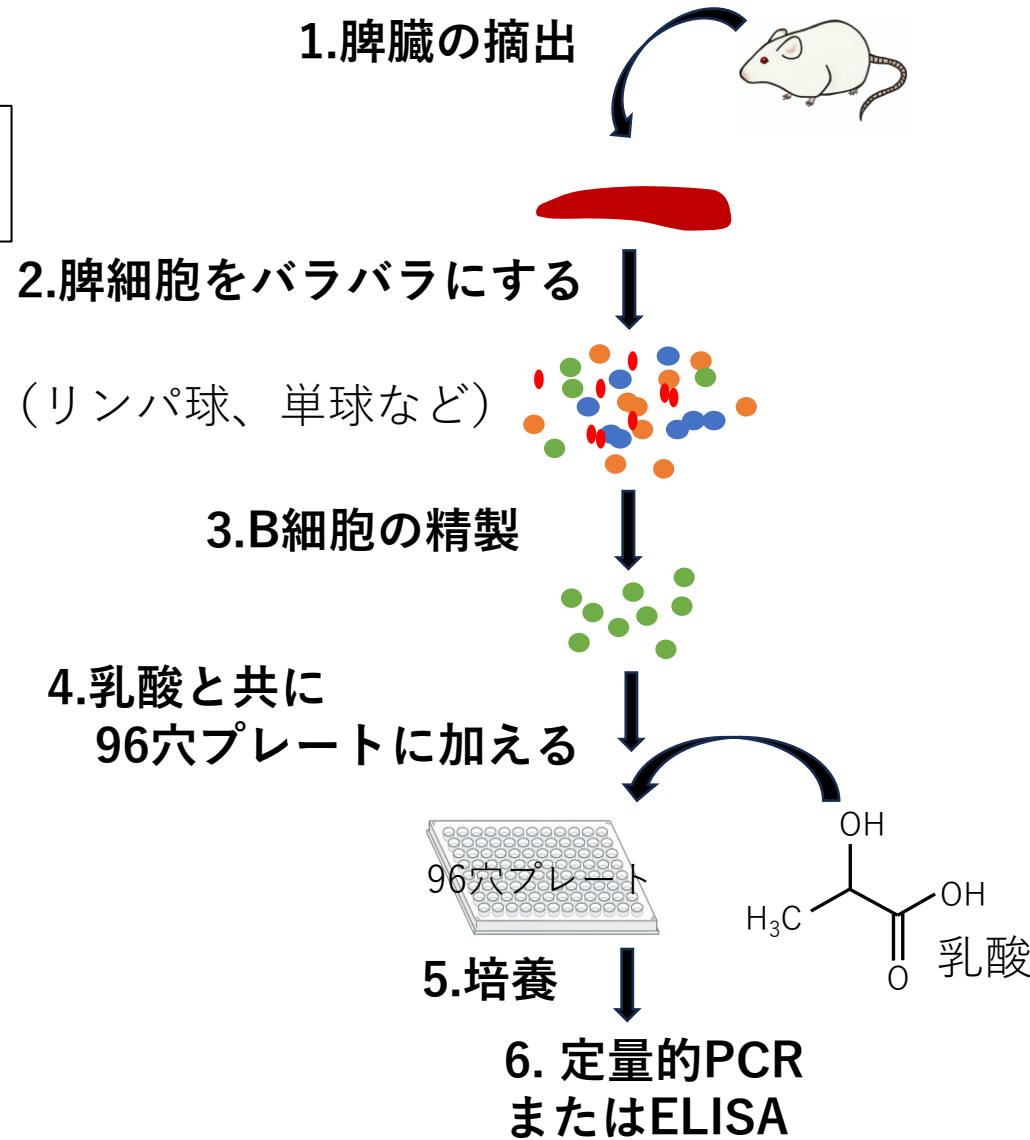 1.脾臓の摘出
2.脾細胞をバラバラにする
（リンパ球、単球など）
3.B細胞の精製
4.乳酸と共に
96穴プレートに加える
96穴プレート
OH
H₃C
OH
O
乳酸
5.培養
6. 定量的PCR
またはELISA